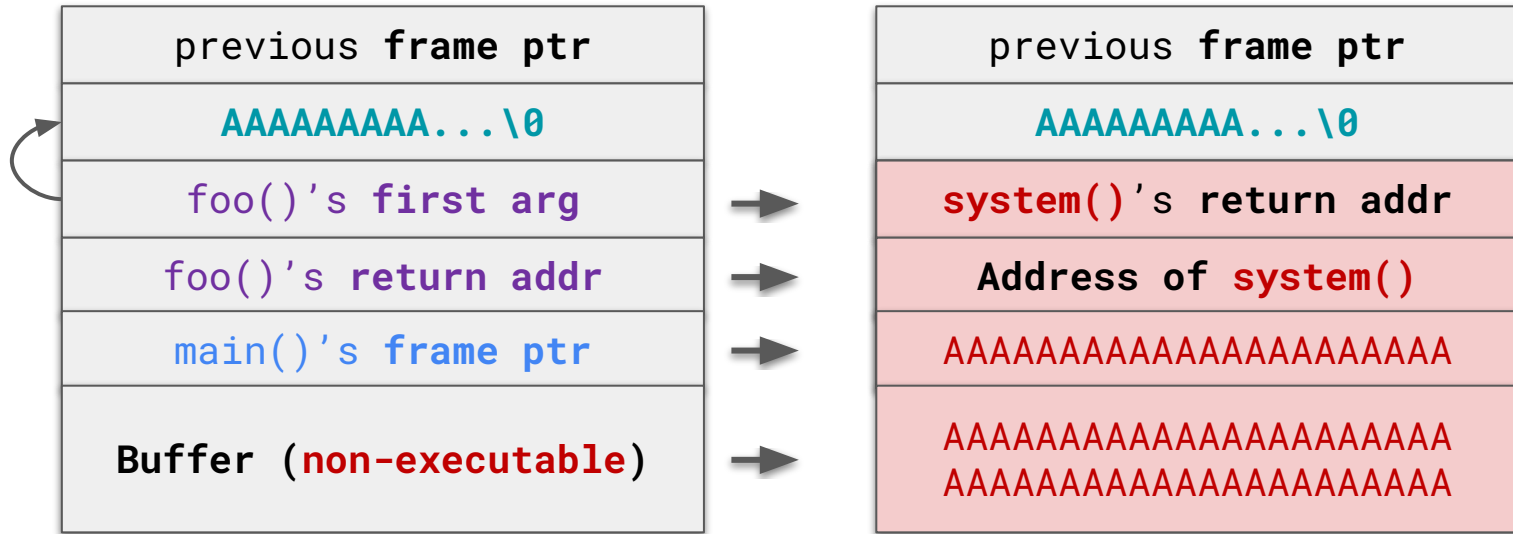 previous frame ptr
AAAAAAAAA...\0
foo()’s first arg
foo()’s return addr
main()’s frame ptr
Buffer (non-executable)
previous frame ptr
AAAAAAAAA...\0
system()’s return addr
Address of system()
AAAAAAAAAAAAAAAAAAAAAA
AAAAAAAAAAAAAAAAAAAAAA
AAAAAAAAAAAAAAAAAAAAAA